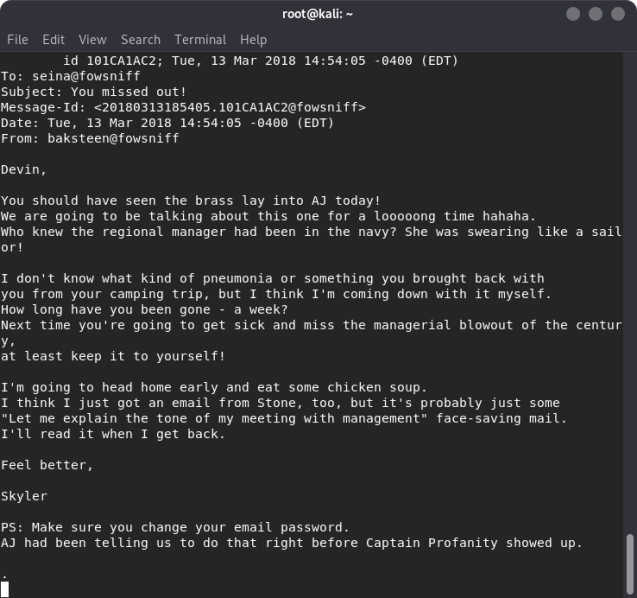 root@kali: ~
File Edit View Search Terminal Help
id 101CA1AC2; Tue, 13 Mar 2018 14:54:05 -0400 (EDT)
To: seina@fowsniff
Subject: You missed out!
Message-Id: <20180313185405.101CA1AC2@fowsniff>
Date: Tue, 13 Mar 2018 14:54:05 -0400 (EDT)
From: baksteen@fowsniff
Devin,
You should have seen the brass lay into AJ today!
We are going to be talking about this one for a looooong time hahaha.
Who knew the regional manager had been in the navy? She was swearing like a sail
or!
I don't know what kind of pneumonia or something you brought back with
you from your camping trip, but I think I'm coming down with it myself.
How long have you been gone - a week?
Next time you're going to get sick and miss the managerial blowout of the centur
y,
at least keep it to yourself!
I'm going to head home early and eat some chicken soup.
I think I just got an email from Stone, too, but it's probably just some
"Let me explain the tone of my meeting with management" face-saving mail.
I'll read it when I get back.
Feel better,
Skyler
PS: Make sure you change your email password.
AJ had been telling us to do that right before Captain Profanity showed up.
.